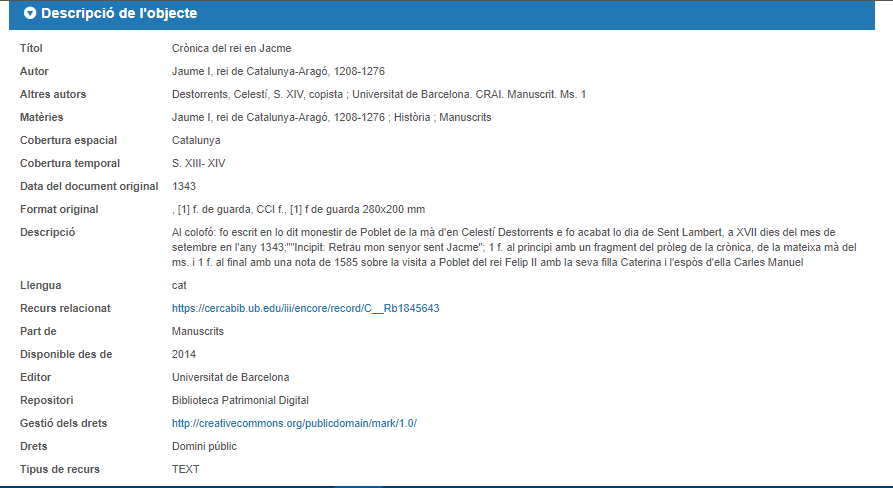 Descripció de l'objecte
Títol Crònica del rei en Jacme
Autor Jaume I, rei de Catalunya-Aragó, 1208-1276
Altres autors Destorrents, Celestí, S. XIV, copista ; Universitat de Barcelona. CRAI. Manuscrit. Ms. 1
Matèries Jaume I, rei de Catalunya-Aragó, 1208-1276 ; Història ; Manuscrits
Cobertura espacial Catalunya
Cobertura temporal S. XIII- XIV
Data del document original 1343
Format original , [1] f. de guarda, CCI f., [1] f de guarda 280x200 mm
Descripció Al colofó: fo escrit en lo dit monestir de Poblet de la mà d'en Celestí Destorrents e fo acabat lo dia de Sent Lambert, a XVII dies del mes de
setembre en l'any 1343;""Incipit: Retrau mon senyor sent Jacme"; 1 f. al principi amb un fragment del pròleg de la crònica, de la mateixa mà del
ms. i 1 f. al final amb una nota de 1585 sobre la visita a Poblet del rei Felip II amb la seva filla Caterina i l'espòs d'ella Carles Manuel
Llengua cat
Recurs relacionat https://cercabib.ub.edu/iii/encore/record/C__Rb1845643
Part de Manuscrits
Disponible des de 2014
Editor Universitat de Barcelona
Repositori Biblioteca Patrimonial Digital
Gestió dels drets http://creativecommons.org/publicdomain/mark/1.0/
Drets Domini públic
Tipus de recurs TEXT